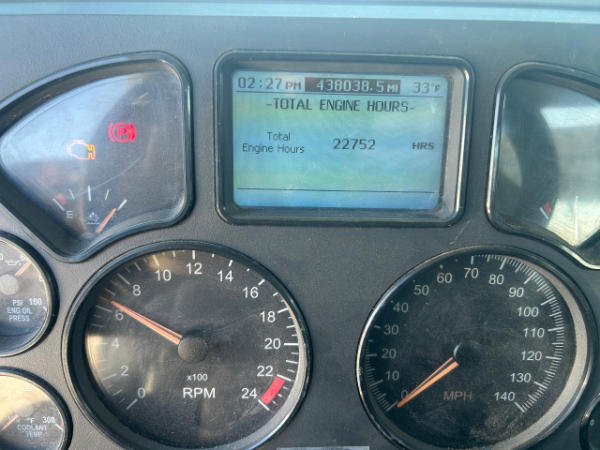 02:27 PM 438038.5 MI 33°F
-TOTAL ENGINE HOURS-
Total
Engine Hours 22752 HRS
P
E
PSI 100
ENG OIL
PRESS
°F 300
COOLANT
TEMP
0 2 4 6 8 10 12 14 16 18 20 22 24
x100
RPM
0 10 20 30 40 50 60 70 80 90 100 110 120 130 140
MPH